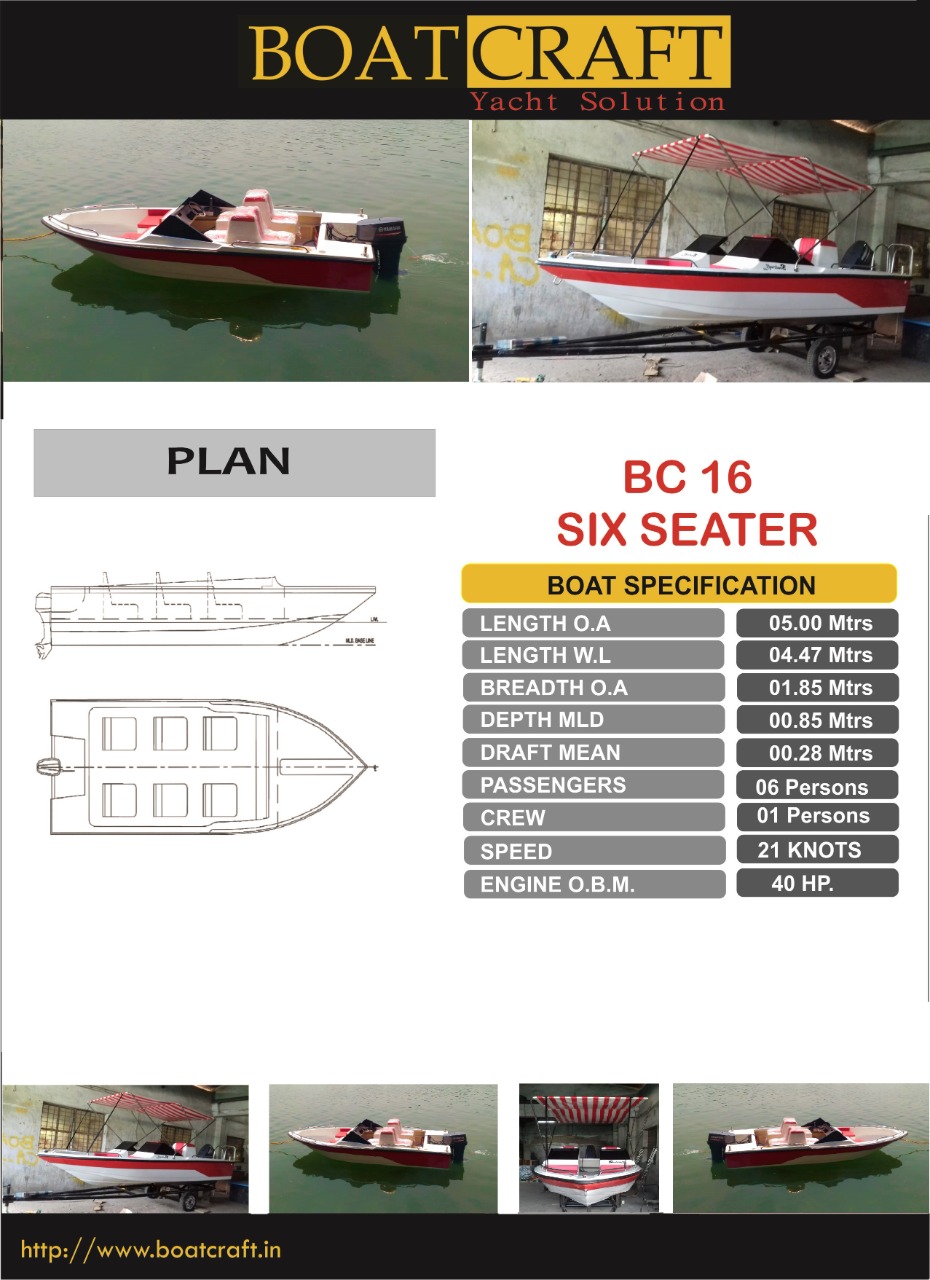 BOATCRAFT
Yacht Solution
PLAN
BC 16
SIX SEATER
BOAT SPECIFICATION
LENGTH O.A 05.00 Mtrs
LENGTH W.L 04.47 Mtrs
BREADTH O.A 01.85 Mtrs
DEPTH MLD 00.85 Mtrs
DRAFT MEAN 00.28 Mtrs
PASSENGERS 06 Persons
CREW 01 Persons
SPEED 21 KNOTS
ENGINE O.B.M. 40 HP.
LWL
MLD. BASE LINE
http://www.boatcraft.in